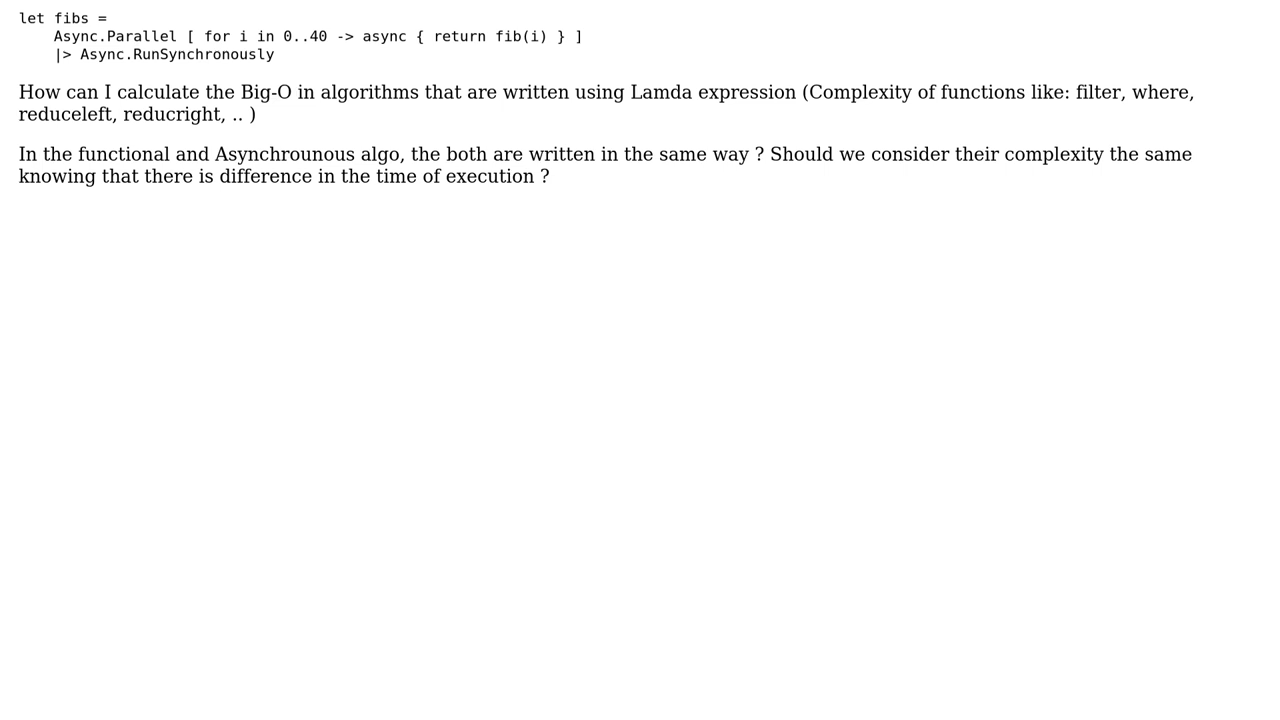 let fibs =
    Async.Parallel [ for i in 0..40 -> async { return fib(i) } ]
    |> Async.RunSynchronously
How can I calculate the Big-O in algorithms that are written using Lamda expression (Complexity of functions like: filter, where,
reduceleft, reducright, .. )
In the functional and Asynchrounous algo, the both are written in the same way ? Should we consider their complexity the same
knowing that there is difference in the time of execution ?